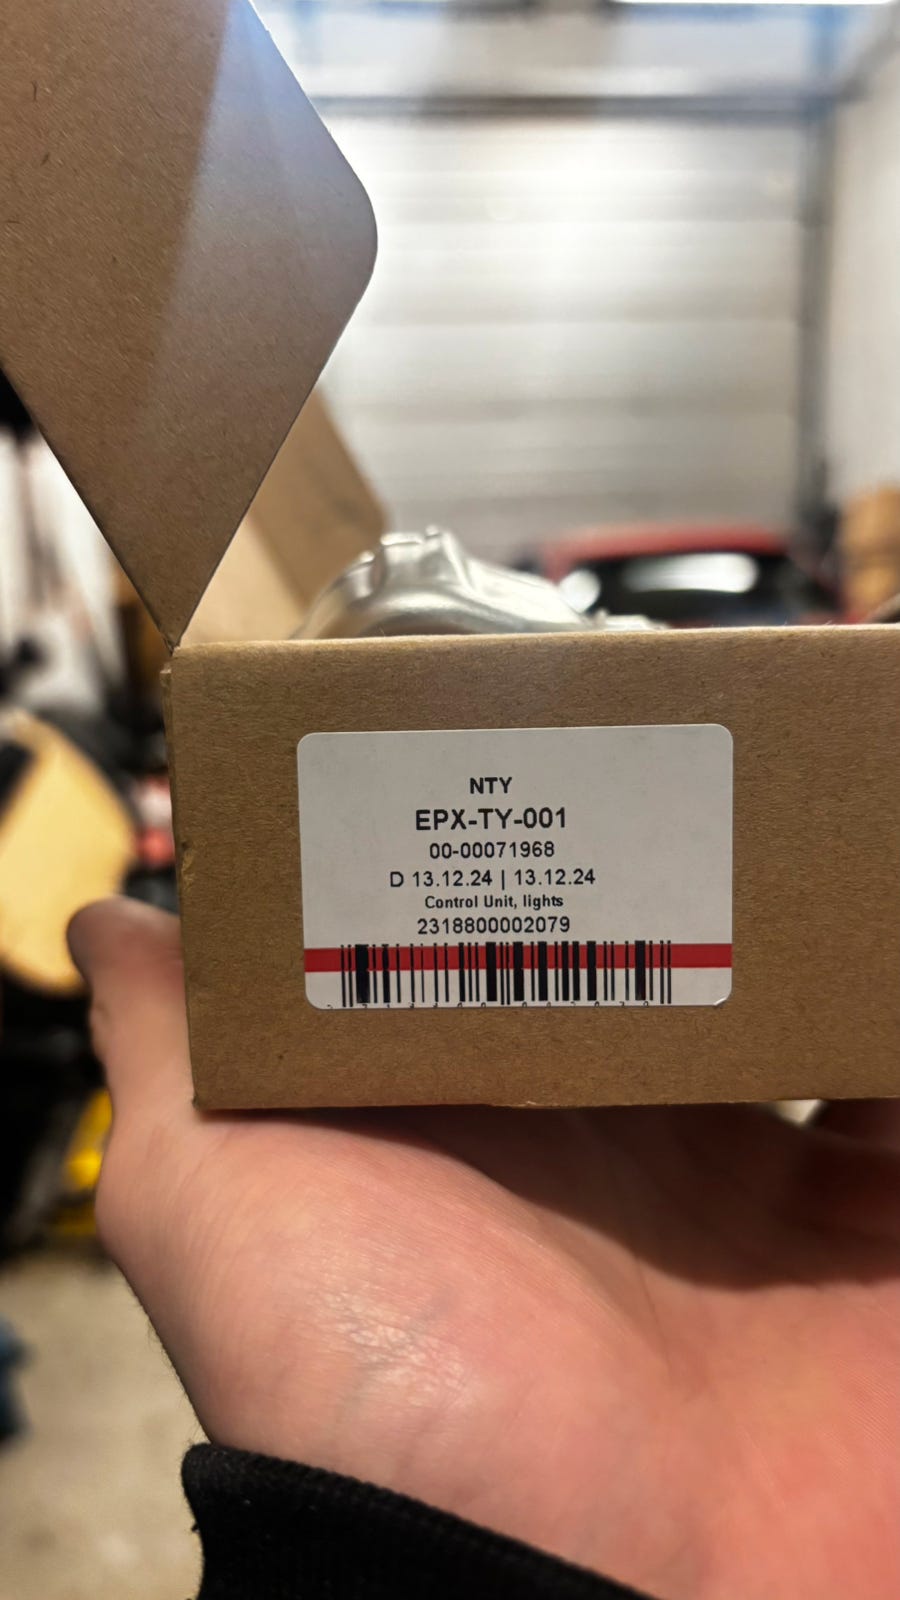 NTY
EPX-TY-001
00-00071968
D 13.12.24 | 13.12.24
Control Unit, lights
2318800002079